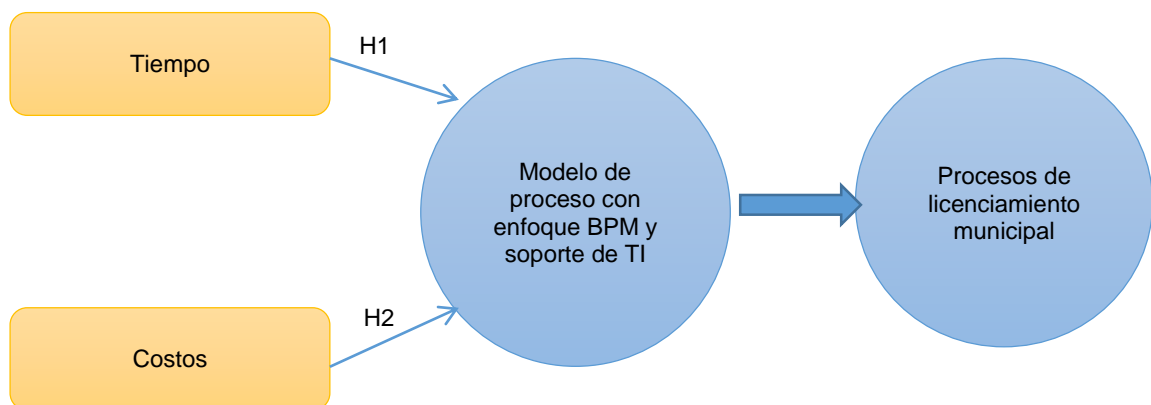 Tiempo
H1
Modelo de
proceso con
enfoque BPM y
soporte de TI
Procesos de
licenciamiento
municipal
H2
Costos